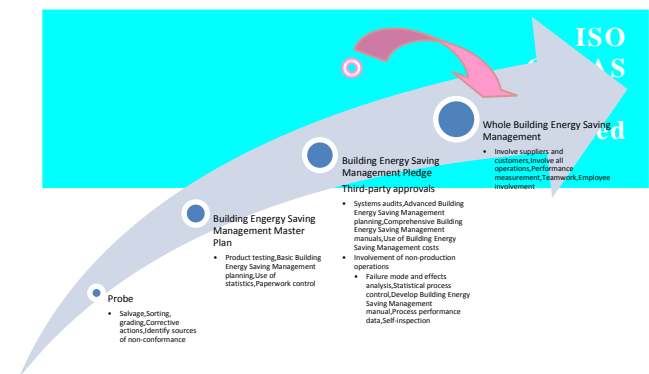 ISO
AS
ed
Whole Building Energy Saving
Management
• Involve suppliers and
customers,Involve all
operations,Performance
measurement,Teamwork,Employee
involvement
Building Energy Saving
Management Pledge
Third-party approvals
• Systems audits,Advanced Building
Energy Saving Management
planning,Comprehensive Building
Energy Saving Management
manuals,Use of Building Energy
Saving Management costs
• Involvement of non-production
operations
• Failure mode and effects
analysis,Statistical process
control,Develop Building Energy
Saving Management
manual,Process performance
data,Self-inspection
Building Engergy Saving
Management Master
Plan
• Product testing,Basic Building
Energy Saving Management
planning,Use of
statistics,Paperwork control
Probe
• Salvage,Sorting,
grading,Corrective
actions,Identify sources
of non-conformance